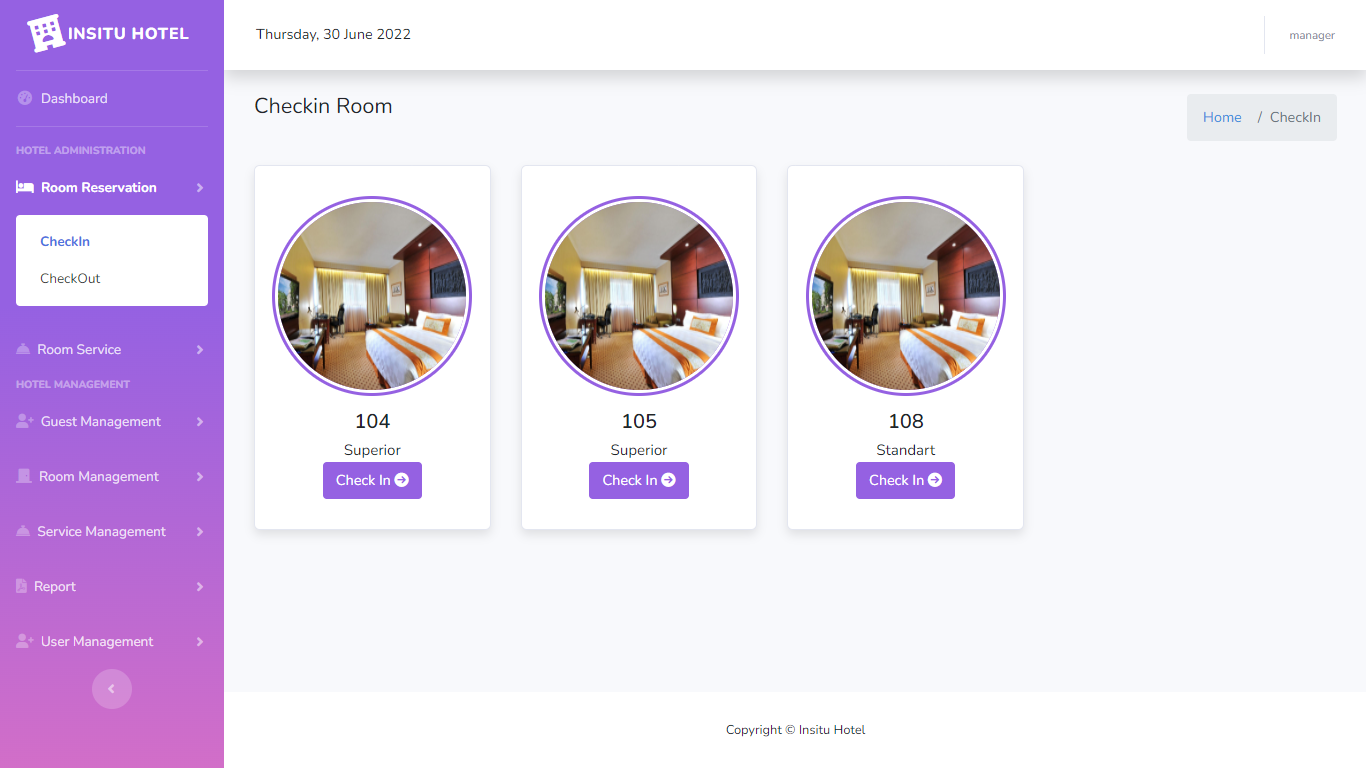 INSITU HOTEL
Dashboard
HOTEL ADMINISTRATION
Room Reservation
CheckIn
CheckOut
Room Service
HOTEL MANAGEMENT
Guest Management
Room Management
Service Management
Report
User Management
Thursday, 30 June 2022
manager
Checkin Room
Home / CheckIn
104
Superior
Check In
105
Superior
Check In
108
Standart
Check In
Copyright © Insitu Hotel